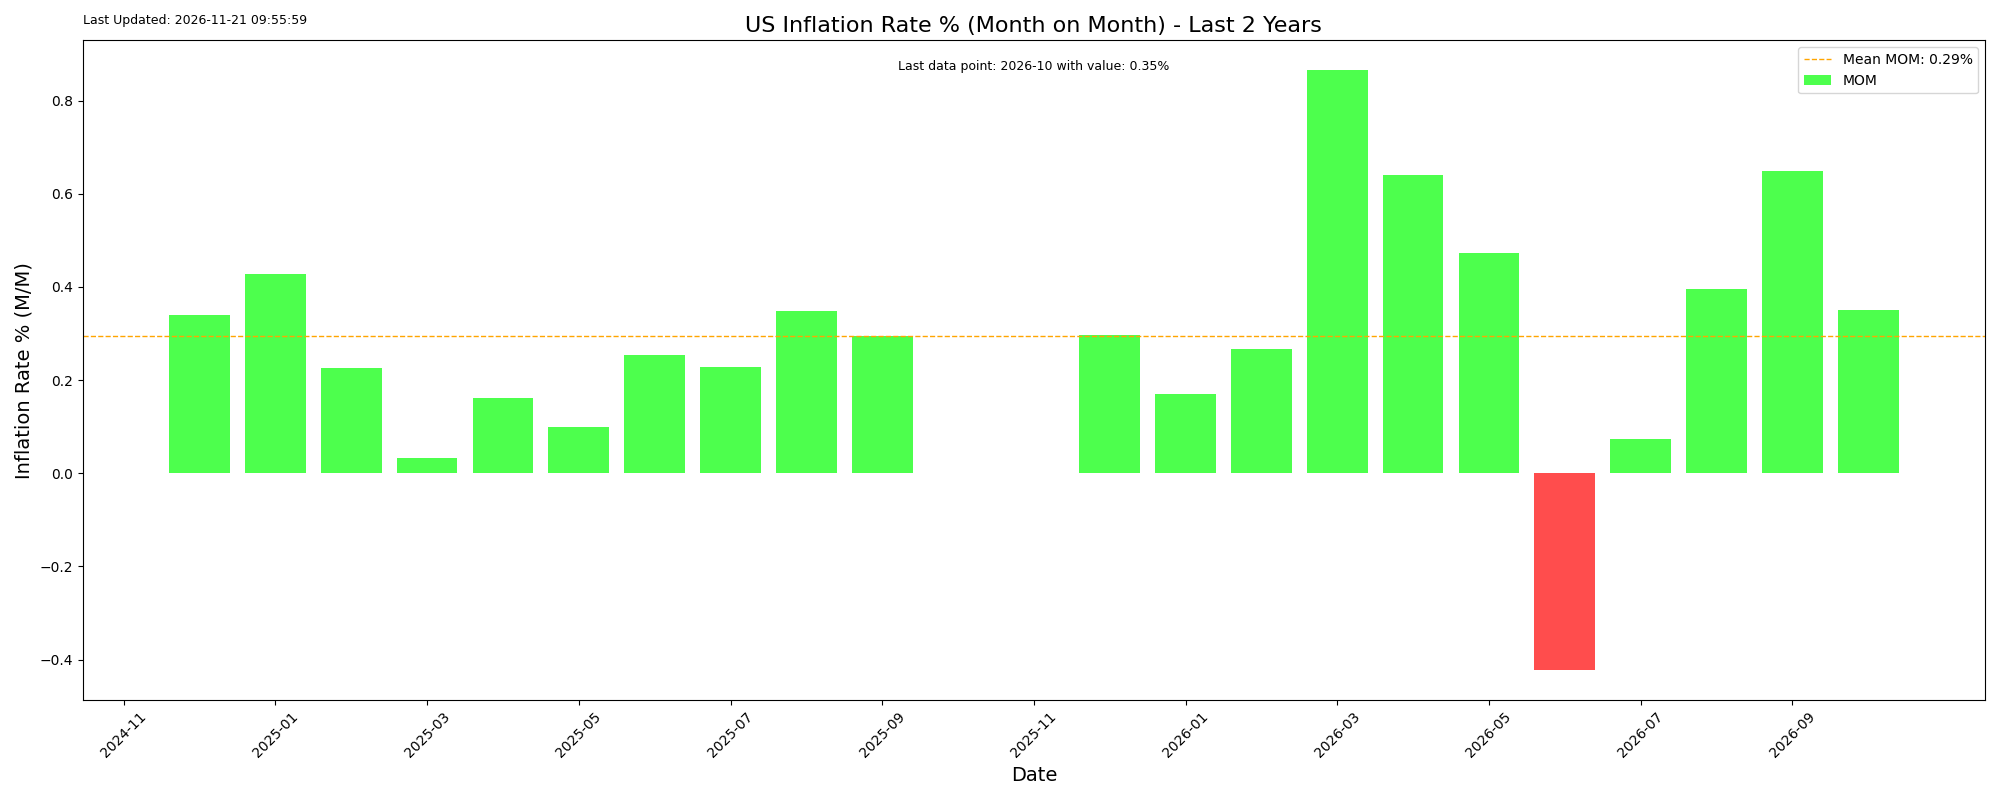 Last Updated: 2026-11-21 09:55:59
US Inflation Rate % (Month on Month) - Last 2 Years
Last data point: 2026-10 with value: 0.35%
Mean MOM: 0.29%
MOM
Inflation Rate % (M/M)
0.8
0.6
0.4
0.2
0.0
−0.2
−0.4
2024-11
2025-01
2025-03
2025-05
2025-07
2025-09
2025-11
2026-01
2026-03
2026-05
2026-07
2026-09
Date